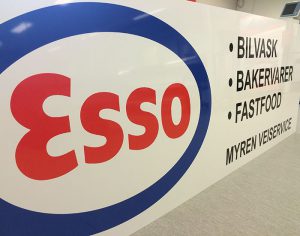 Esso
• BILVASK
• BAKERVARER
• FASTFOOD
MYREN VEISERVICE